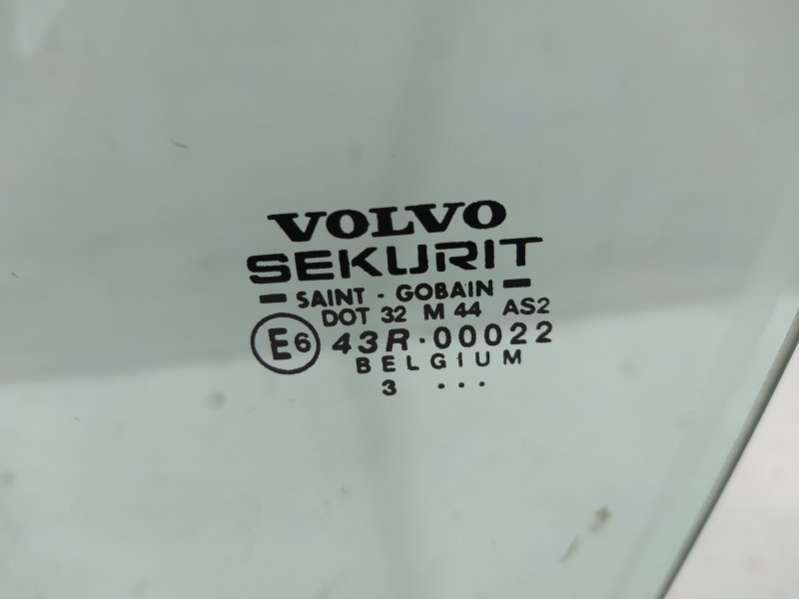 VOLVO
SEKURIT
SAINT - GOBAIN
DOT 32 M 44 AS2
E6 43R·00022
BELGIUM
3 ...